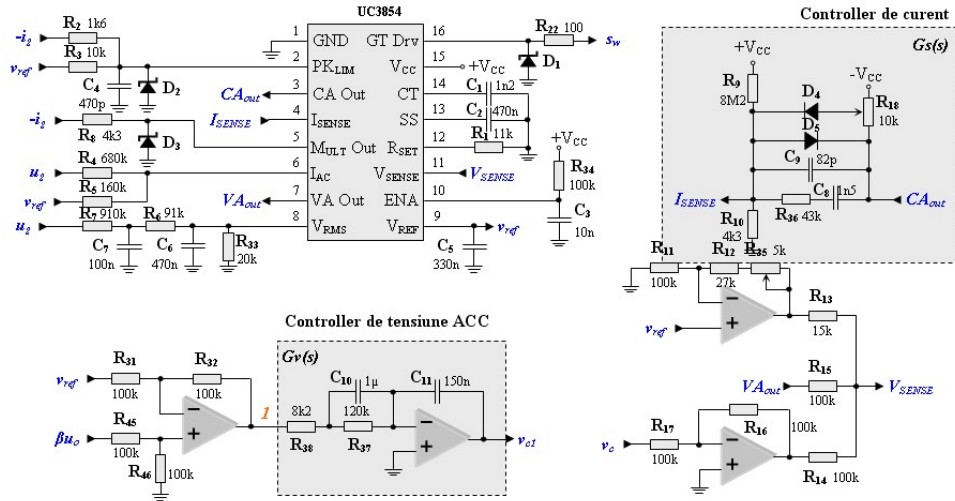 UC3854
R2 1k6
-i2
R3 10k
vref
C4
470p
D2
CAout
ISENSE
-i2
R8 4k3
D3
R4 680k
u2
R5 160k
vref
VAout
R7 910k
R6 91k
u2
C7
100n
C6
470n
R33
20k
1 GND
2 PKLIM
3 CA Out
4 ISENSE
5 MULT Out
6 IAC
7 VA Out
8 VRMS
GT Drv 16
VCC 15
CT 14
SS 13
RSET 12
VSENSE 11
ENA 10
VREF 9
R22 100
sw
D1
+VCC
C1 1n2
C2 470n
R1 11k
+VCC
VSENSE
R34
100k
C3
10n
vref
C5
330n
Controller de curent
Gs(s)
+VCC
-VCC
R9
8M2
D4
R18
10k
D5
C9 82p
C8 1n5
ISENSE
R36 43k
CAout
R10
4k3
R11
100k
R12
27k
R35 5k
vref
R13
15k
VAout
R15
100k
VSENSE
vc
R17
100k
R16
100k
R14 100k
Controller de tensiune ACC
Gv(s)
vref
R31
100k
R32
100k
βuo
R45
100k
R46
100k
1
8k2
R38
C10 1µ
120k
R37
C11 150n
vc1